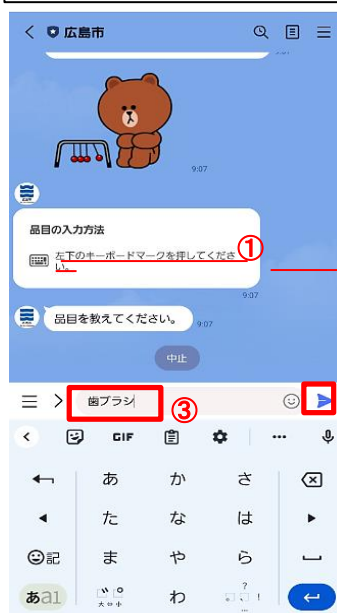 広島市
9:07
品目の入力方法
左下のキーボードマークを押してくださ
い。
①
9:07
品目を教えてください。
9:07
中止
歯ブラシ
③
GIF
あ
か
さ
た
な
は
記
ま
や
ら
あa1
大⇔小
わ
?
!